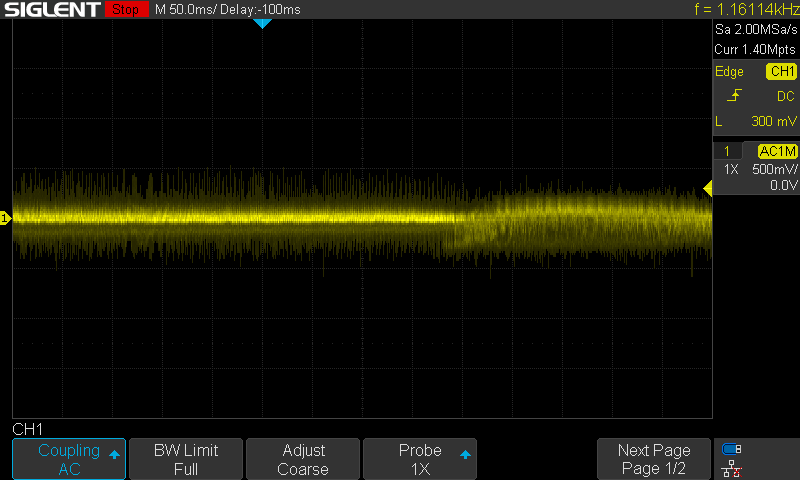 SIGLENT Stop M 50.0ms/ Delay:-100ms f = 1.16114kHz
Sa 2.00MSa/s
Curr 1.40Mpts
Edge CH1
DC
L 300 mV
1 AC1M
1X 500mV/
0.0V
1
CH1
Coupling
AC
BW Limit
Full
Adjust
Coarse
Probe
1X
Next Page
Page 1/2